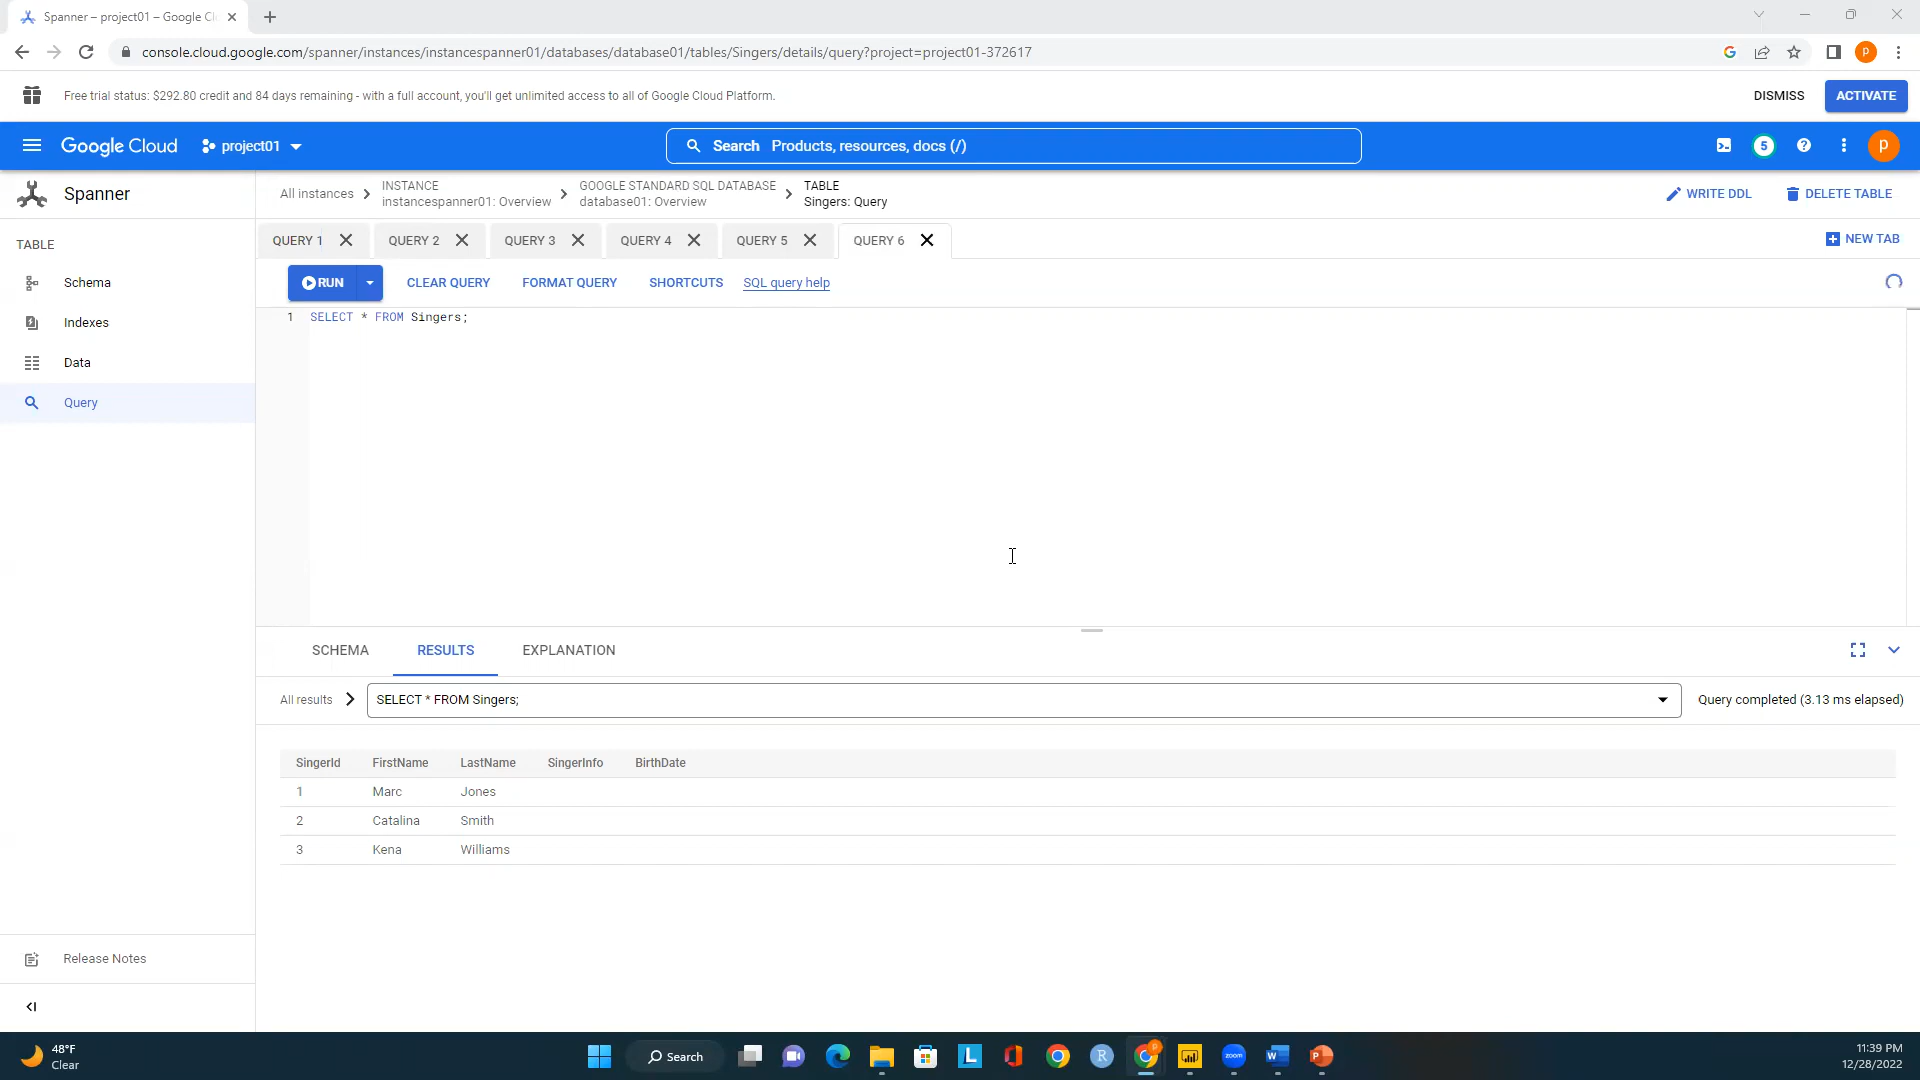 Spanner – project01 – Google Cl
console.cloud.google.com/spanner/instances/instancespanner01/databases/database01/tables/Singers/details/query?project=project01-372617
P
Free trial status: $292.80 credit and 84 days remaining - with a full account, you'll get unlimited access to all of Google Cloud Platform.
DISMISS
ACTIVATE
Google Cloud
project01
Search Products, resources, docs (/)
5
p
Spanner
All instances
INSTANCE
instancespanner01: Overview
GOOGLE STANDARD SQL DATABASE
database01: Overview
TABLE
Singers: Query
WRITE DDL
DELETE TABLE
TABLE
Schema
Indexes
Data
Query
Release Notes
QUERY 1
QUERY 2
QUERY 3
QUERY 4
QUERY 5
QUERY 6
NEW TAB
RUN
CLEAR QUERY
FORMAT QUERY
SHORTCUTS
SQL query help
1 SELECT * FROM Singers;
SCHEMA
RESULTS
EXPLANATION
All results
SELECT * FROM Singers;
Query completed (3.13 ms elapsed)
SingerId FirstName LastName SingerInfo BirthDate
1 Marc Jones
2 Catalina Smith
3 Kena Williams
48°F
Clear
Search
L
R
P
zoom
W
P
11:39 PM
12/28/2022